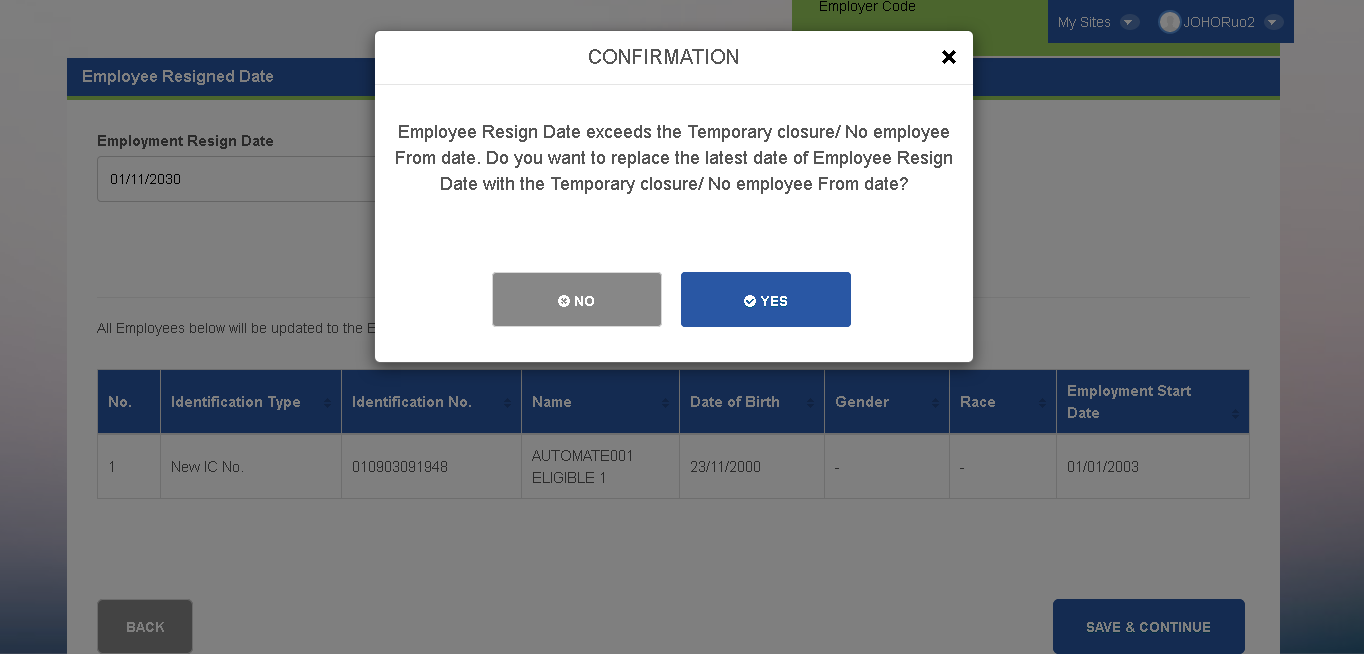 Employer Code
My Sites
JOHORuo2
CONFIRMATION
Employee Resigned Date
Employee Resign Date exceeds the Temporary closure/ No employee
From date. Do you want to replace the latest date of Employee Resign
Date with the Temporary closure/ No employee From date?
Employment Resign Date
01/11/2030
NO
YES
All Employees below will be updated to the E
No.
Identification Type
Identification No.
Name
Date of Birth
Gender
Race
Employment Start
Date
1
New IC No.
010903091948
AUTOMATE001
ELIGIBLE 1
23/11/2000
-
-
01/01/2003
BACK
SAVE & CONTINUE